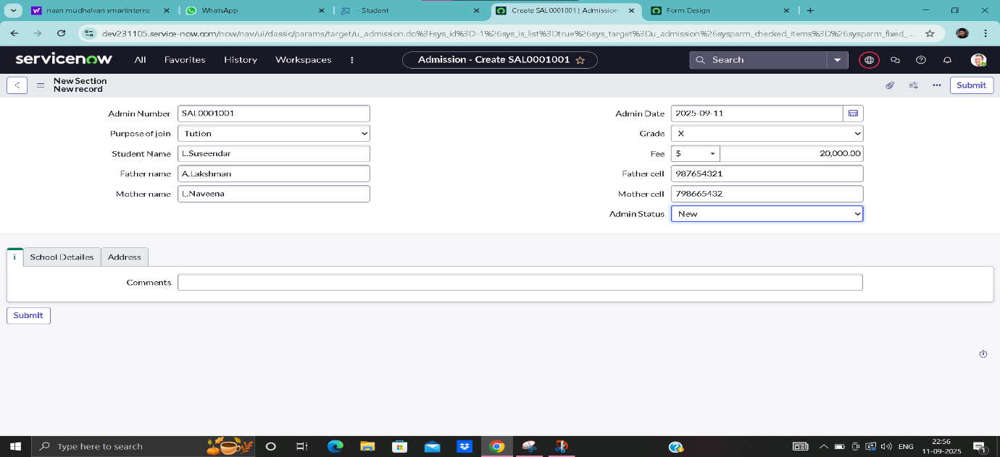 naan mudhalvan smartinternz
WhatsApp
- Student
Create SAL0001001 | Admission
Form Design
dev231105.service-now.com/now/nav/ui/classic/params/target/u_admission.do%3Fsys_id%3D-1%26sys_is_list%3Dtrue%26sys_target%3Du_admission%26sysparm_checked_items%3D%26sysparm_fixed_...
servicenow
All
Favorites
History
Workspaces
Admission - Create SAL0001001
Search
New Section
New record
Submit
Admin Number SAL0001001
Admin Date 2025-09-11
Purpose of join Tution
Grade X
Student Name L.Suseendar
Fee $ 20,000.00
Father name A.Lakshman
Father cell 987654321
Mother name L.Naveena
Mother cell 798665432
Admin Status New
i School Detailes Address
Comments
Submit
Type here to search
ENG
22:56
11-09-2025
1